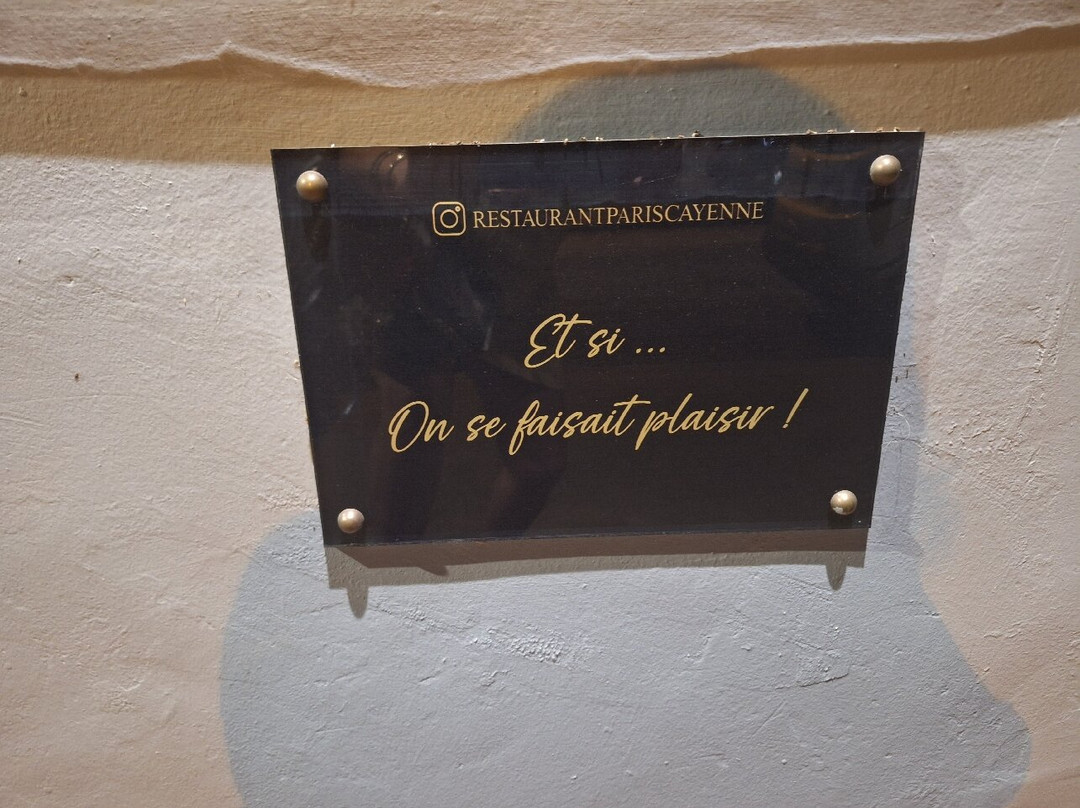 RESTAURANTPARISCAYENNE
Et si ...
On se faisait plaisir !